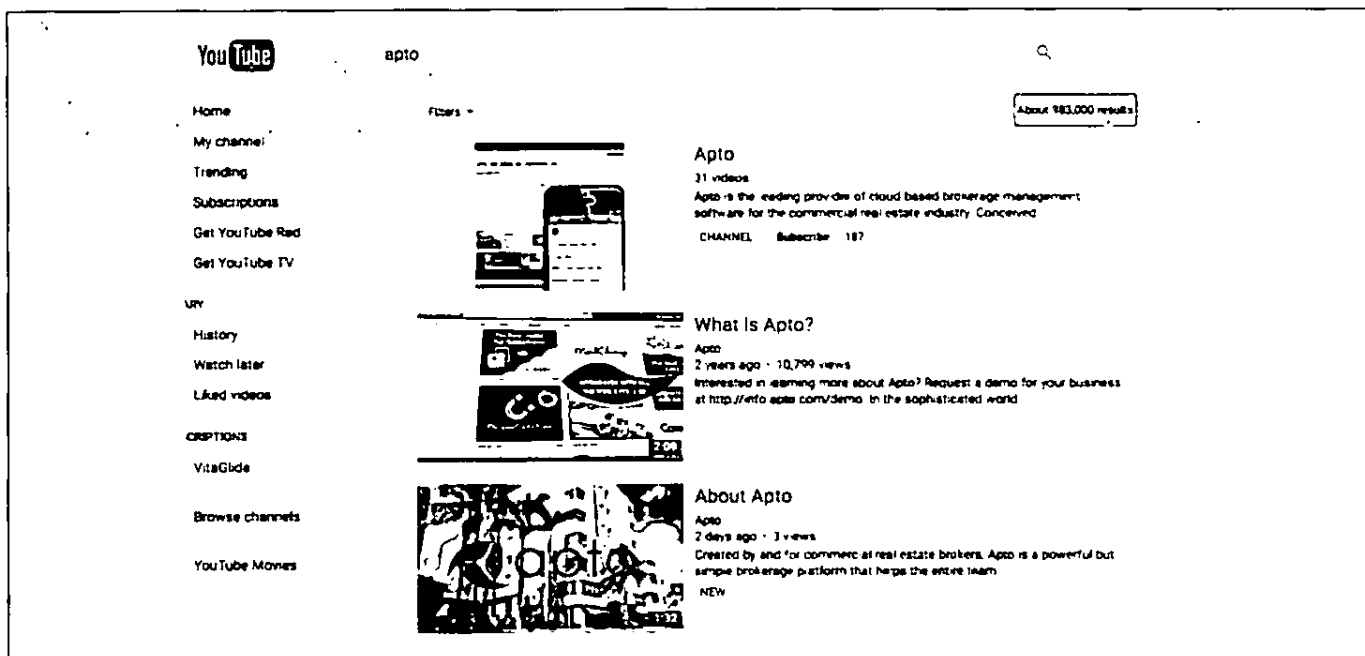 YouTube
apto
Home
My channel
Trending
Subscriptions
Get YouTube Red
Get YouTube TV
History
Watch later
Liked videos
CRIPTIONS
VitaGlide
Browse channels
YouTube Movies
Filters
About 983,000 results
Apto
31 videos
Apto is the leading provider of cloud based brokerage management
software for the commercial real estate industry. Conceived
CHANNEL Subscribe 187
What Is Apto?
Apto
2 years ago · 10,799 views
Interested in learning more about Apto? Request a demo for your business
at http://info.apto.com/demo. In the sophisticated world
About Apto
Apto
2 days ago · 3 views
Created by and for commercial real estate brokers, Apto is a powerful but
simple brokerage platform that helps the entire team
NEW